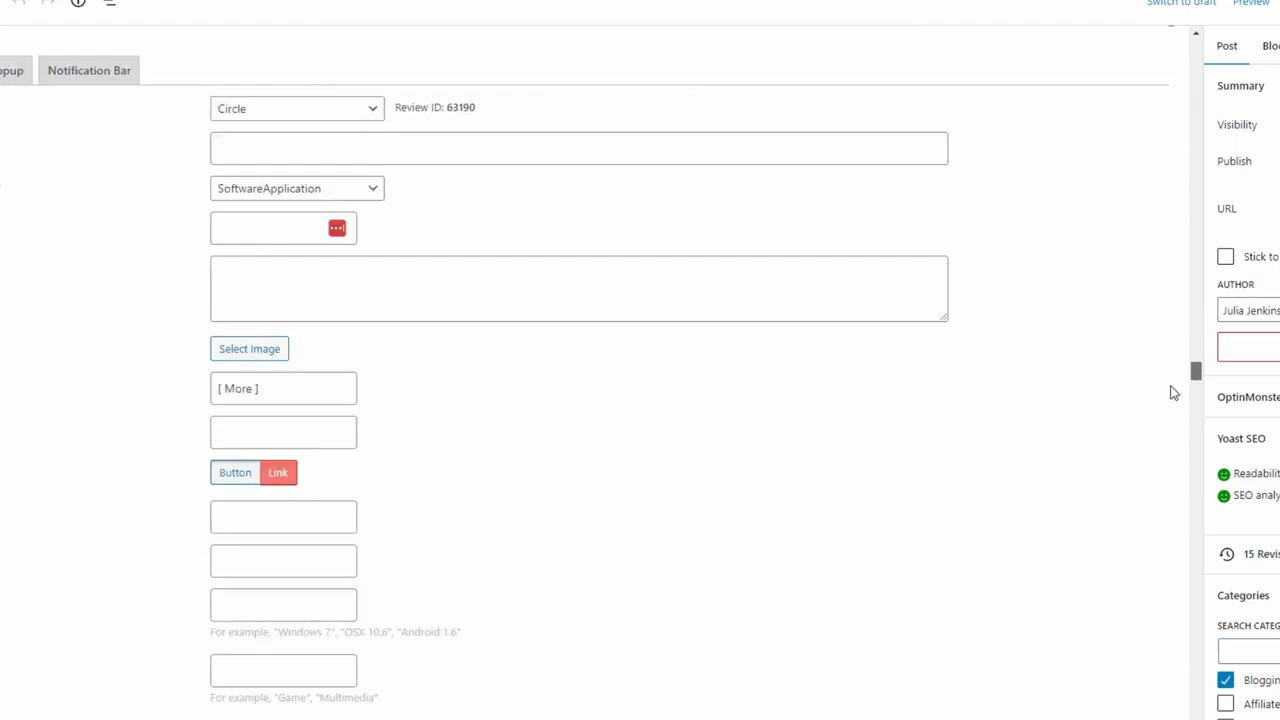 Switch to draft Preview
opup Notification Bar
Post Bloc
Circle Review ID: 63190
Summary
Visibility
Publish
SoftwareApplication
URL
Stick to
AUTHOR
Julia Jenkins
Select Image
[ More ]
OptinMonste
Yoast SEO
Button Link
Readabilit
SEO analy
15 Revis
Categories
SEARCH CATEG
For example, "Windows 7", "OSX 10.6", "Android 1.6"
Bloggin
For example, "Game", "Multimedia"
Affiliate